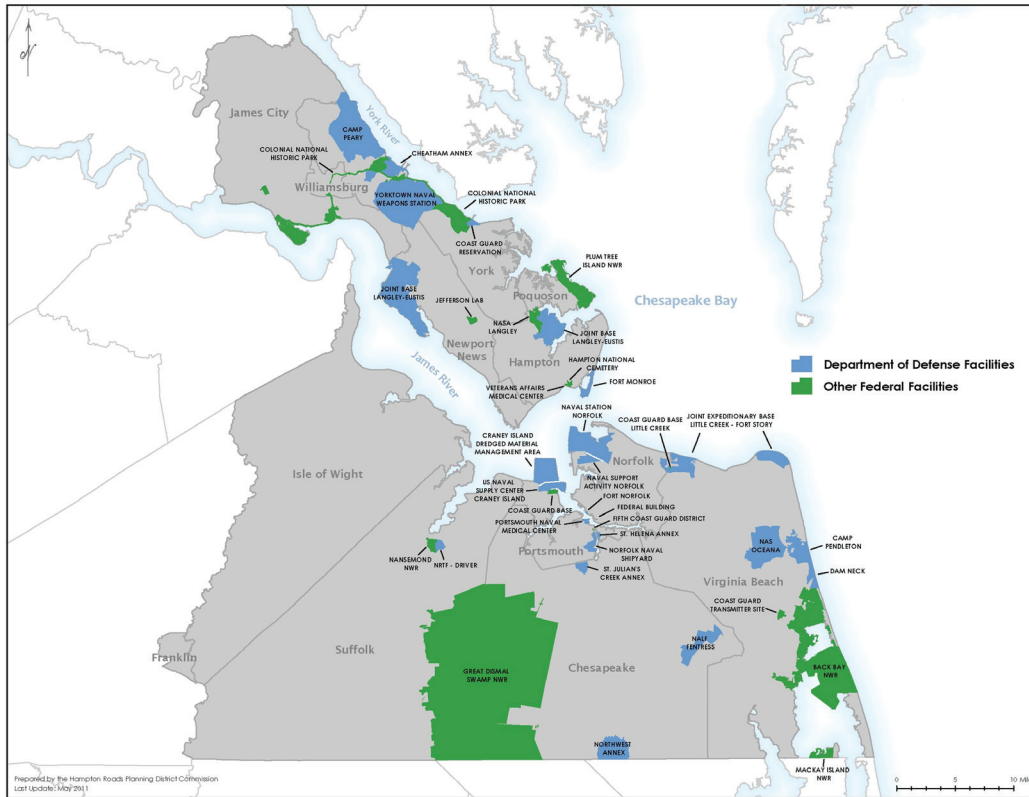 N
James City
York River
CAMP
PEARY
COLONIAL NATIONAL
HISTORIC PARK
CHEATHAM ANNEX
Williamsburg
YORKTOWN NAVAL
WEAPONS STATION
COLONIAL NATIONAL
HISTORIC PARK
COAST GUARD
RESERVATION
York
PLUM TREE
ISLAND NWR
JOINT BASE
LANGLEY-EUSTIS
JEFFERSON LAB
Poquoson
Chesapeake Bay
NASA
LANGLEY
JOINT BASE
LANGLEY-EUSTIS
Newport
News
Hampton
HAMPTON NATIONAL
CEMETERY
James River
VETERANS AFFAIRS
MEDICAL CENTER
FORT MONROE
Department of Defense Facilities
Other Federal Facilities
NAVAL STATION
NORFOLK
COAST GUARD BASE
LITTLE CREEK
JOINT EXPEDITIONARY BASE
LITTLE CREEK - FORT STORY
CRANEY ISLAND
DREDGED MATERIAL
MANAGEMENT AREA
Norfolk
Isle of Wight
US NAVAL
SUPPLY CENTER
CRANEY ISLAND
NAVAL SUPPORT
ACTIVITY NORFOLK
FORT NORFOLK
FEDERAL BUILDING
COAST GUARD BASE
FIFTH COAST GUARD DISTRICT
PORTSMOUTH NAVAL
MEDICAL CENTER
ST. HELENA ANNEX
NORFOLK NAVAL
SHIPYARD
Portsmouth
NAS
OCEANA
CAMP
PENDLETON
NANSEMOND
NWR
NRTF - DRIVER
ST. JULIAN'S
CREEK ANNEX
DAM NECK
Virginia Beach
COAST GUARD
TRANSMITTER SITE
Franklin
Suffolk
GREAT DISMAL
SWAMP NWR
Chesapeake
NALF
FENTRESS
BACK BAY
NWR
NORTHWEST
ANNEX
MACKAY ISLAND
NWR
Prepared by the Hampton Roads Planning District Commission
Last Update: May 2011
0 5 10 Mil